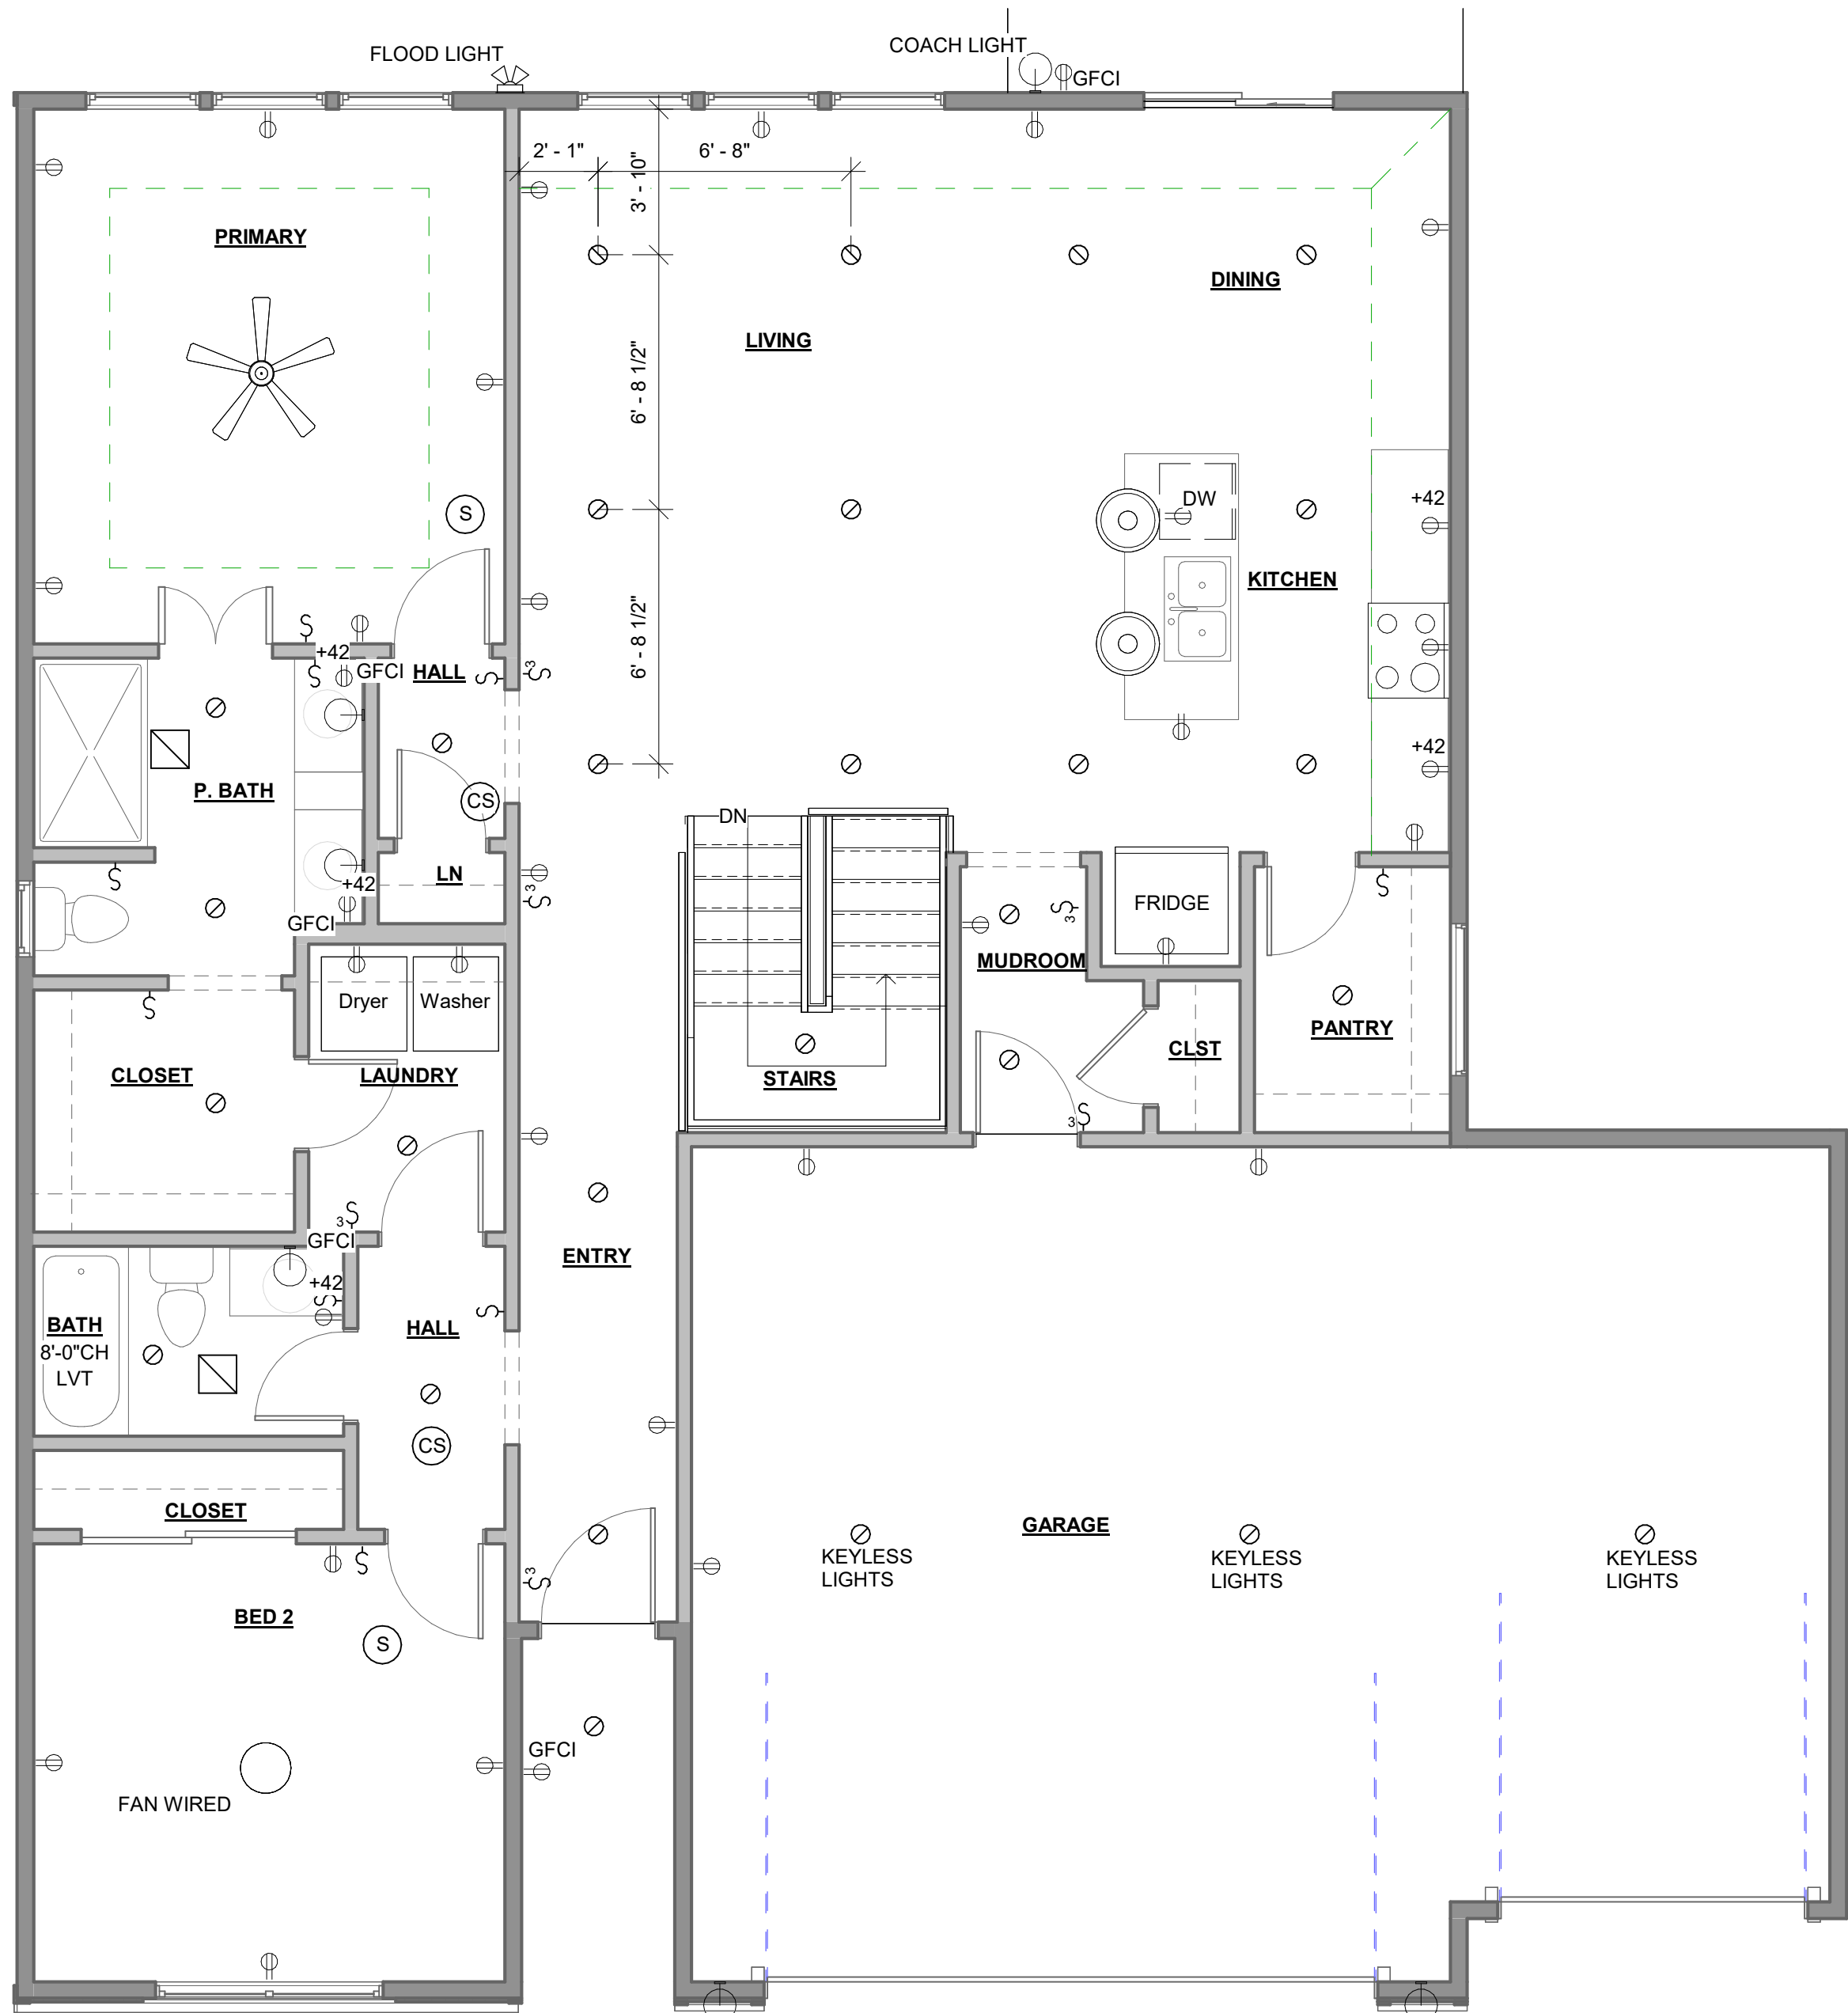 COACH LIGHT
FLOOD LIGHT
GFCI
2' - 1"
6' - 8"
3' - 10"
PRIMARY
DINING
LIVING
6' - 8 1/2"
DW
+42
S
KITCHEN
6' - 8 1/2"
+42
GFCI
HALL
3
+42
P. BATH
CS
DN
LN
+42
3
GFCI
FRIDGE
3
MUDROOM
Dryer
Washer
PANTRY
CLOSET
LAUNDRY
STAIRS
CLST
3
3
GFCI
ENTRY
+42
BATH
8'-0"CH
LVT
HALL
CS
CLOSET
GARAGE
KEYLESS
LIGHTS
KEYLESS
LIGHTS
KEYLESS
LIGHTS
3
BED 2
S
GFCI
FAN WIRED